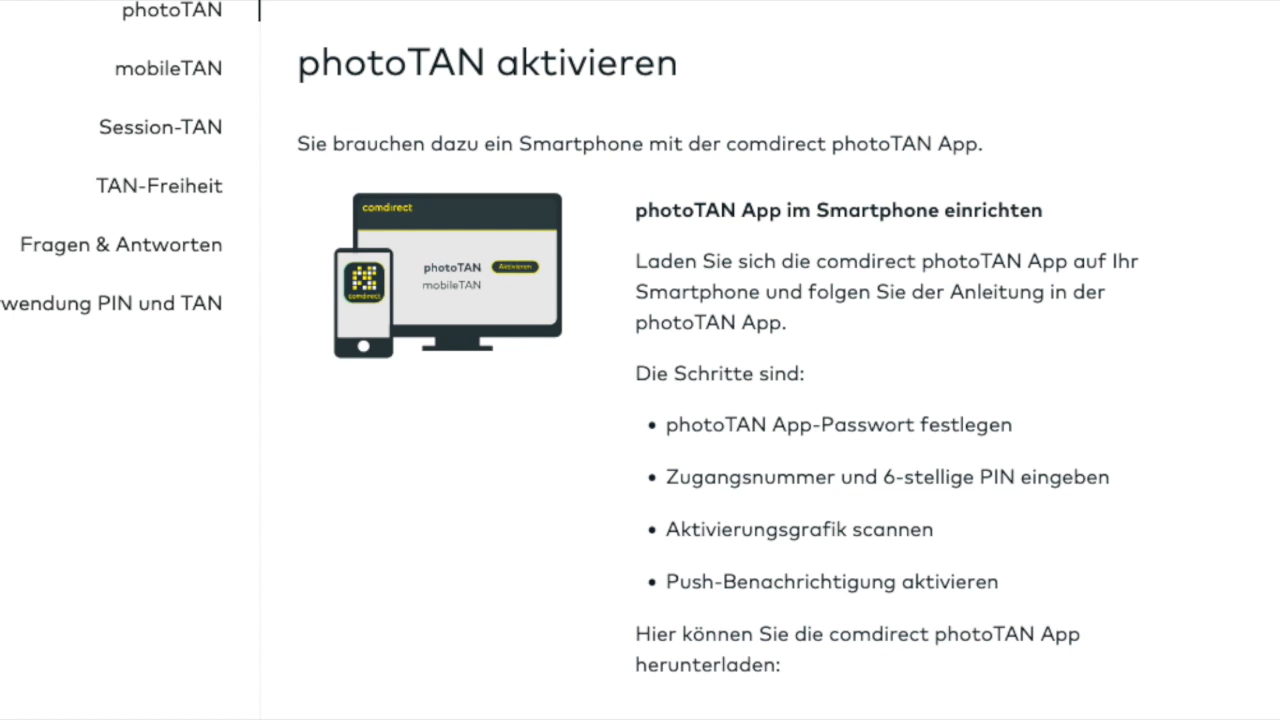 photoTAN
mobileTAN
Session-TAN
TAN-Freiheit
Fragen & Antworten
wendung PIN und TAN
photoTAN aktivieren
Sie brauchen dazu ein Smartphone mit der comdirect photoTAN App.
comdirect
photoTAN Aktivieren
mobileTAN
comdirect
photoTAN App im Smartphone einrichten
Laden Sie sich die comdirect photoTAN App auf Ihr
Smartphone und folgen Sie der Anleitung in der
photoTAN App.
Die Schritte sind:
• photoTAN App-Passwort festlegen
• Zugangsnummer und 6-stellige PIN eingeben
• Aktivierungsgrafik scannen
• Push-Benachrichtigung aktivieren
Hier können Sie die comdirect photoTAN App
herunterladen: